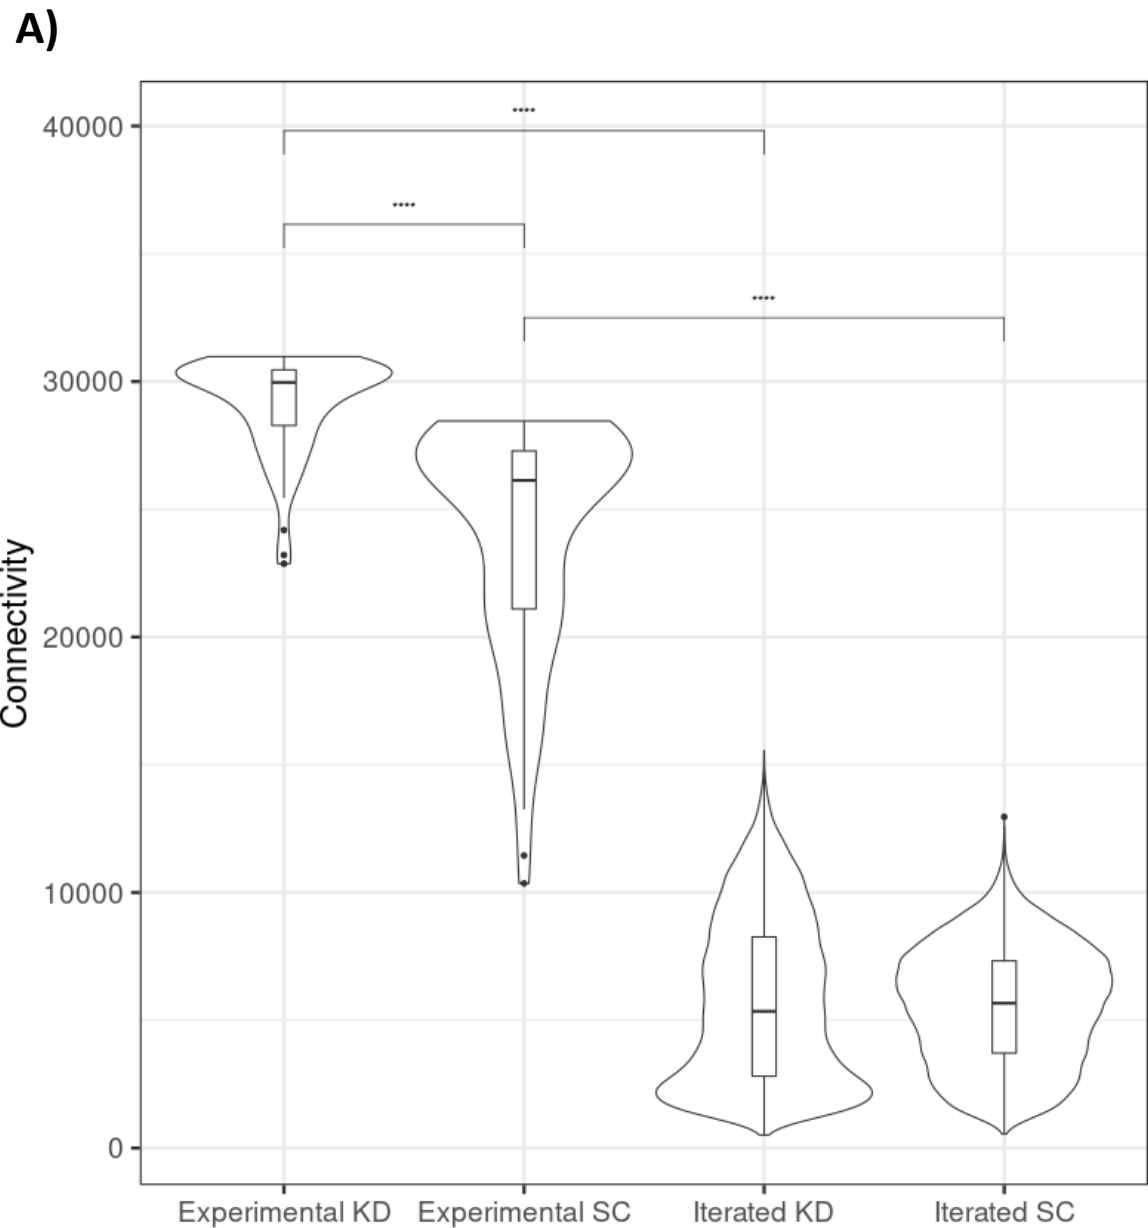 A)
****
40000
****
****
30000
20000
10000
0
Connectivity
Experimental KD Experimental SC Iterated KD Iterated SC